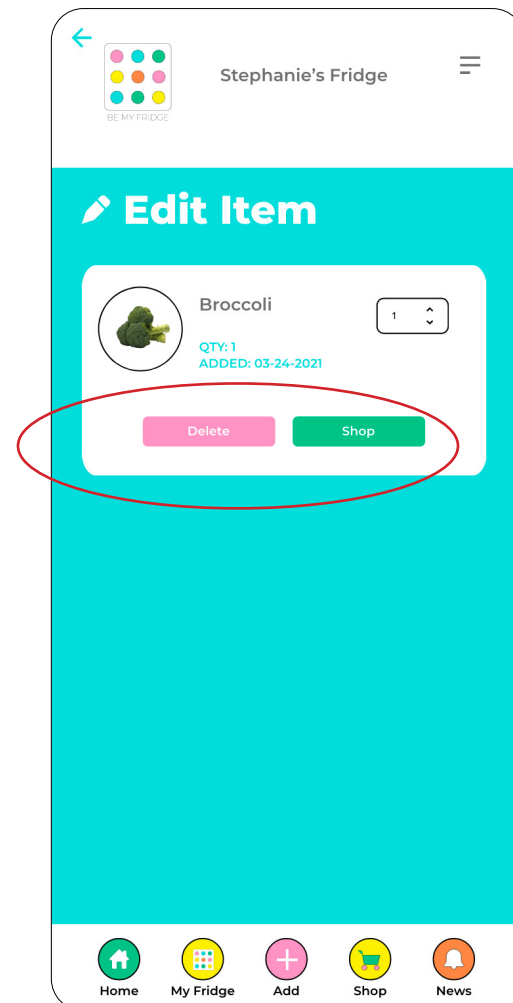 Stephanie’s Fridge
BE MY FRIDGE
Edit Item
Broccoli
1
QTY: 1
ADDED: 03-24-2021
Delete
Shop
Home
My Fridge
Add
Shop
News